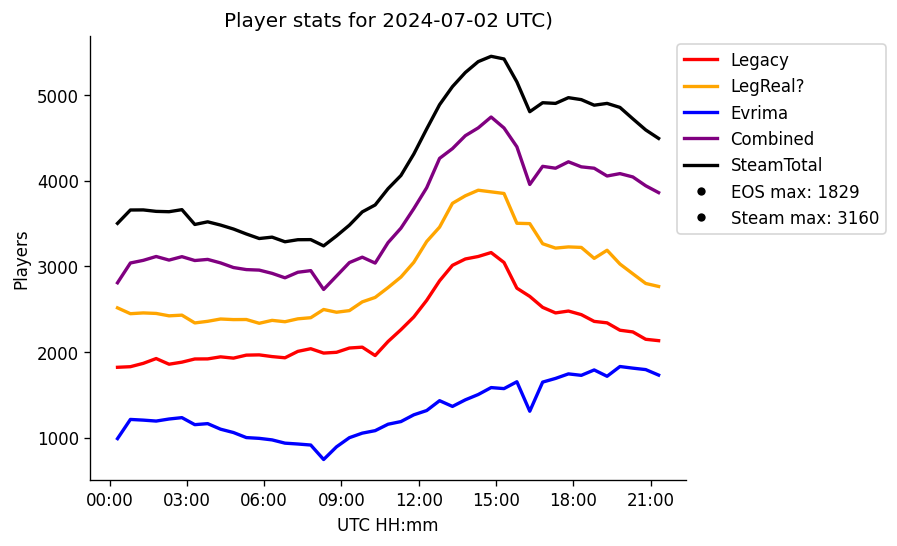 Player stats for 2024-07-02 UTC)
Players
5000
4000
3000
2000
1000
00:00 03:00 06:00 09:00 12:00 15:00 18:00 21:00
UTC HH:mm
Legacy
LegReal?
Evrima
Combined
SteamTotal
EOS max: 1829
Steam max: 3160